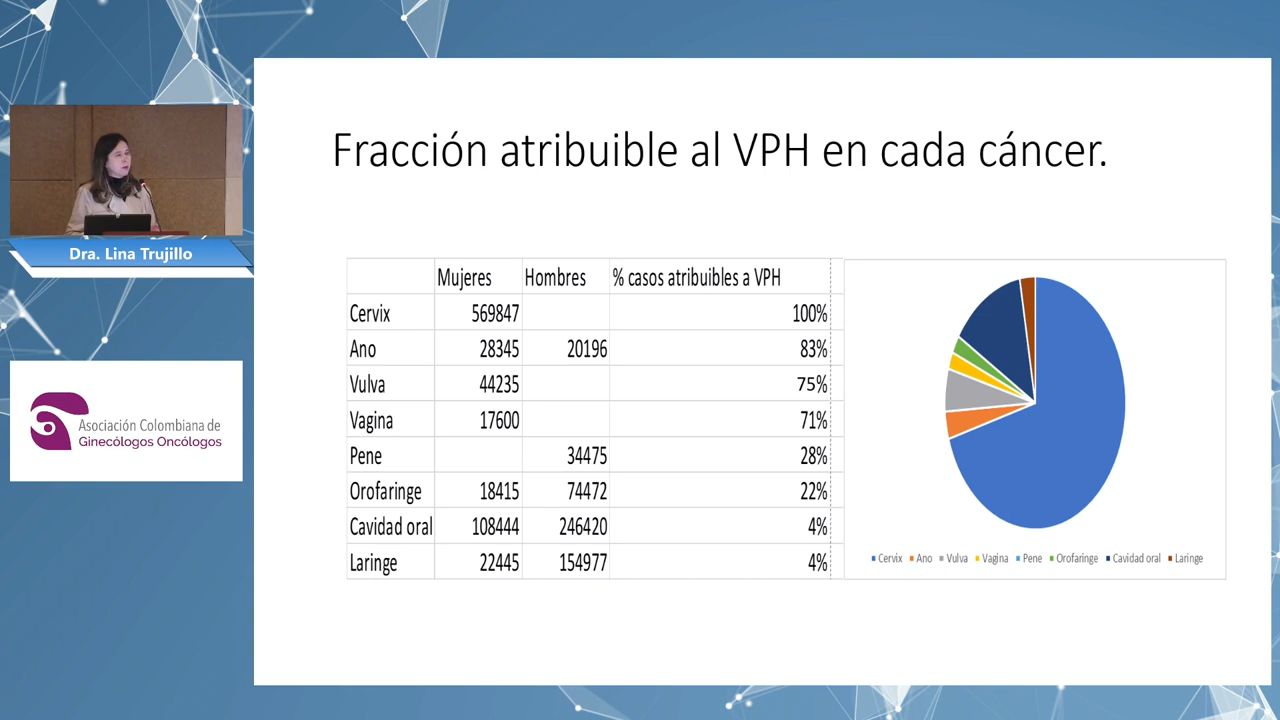 Fracción atribuible al VPH en cada cáncer.
Dra. Lina Trujillo
Asociación Colombiana de
Ginecólogos Oncólogos
Mujeres Hombres % casos atribuibles a VPH
Cervix 569847 100%
Ano 28345 20196 83%
Vulva 44235 75%
Vagina 17600 71%
Pene 34475 28%
Orofaringe 18415 74472 22%
Cavidad oral 108444 246420 4%
Laringe 22445 154977 4%
Cervix Ano Vulva Vagina Pene Orofaringe Cavidad oral Laringe